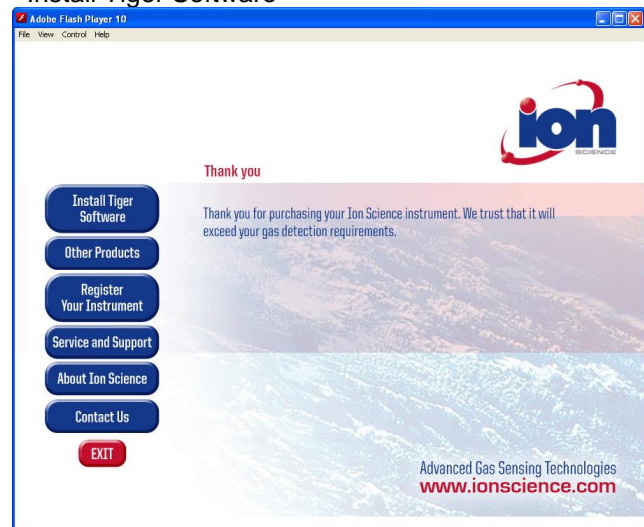 Install Tiger Software
Adobe Flash Player 10
File View Control Help
ion
SCIENCE
Thank you
Install Tiger
Software
Thank you for purchasing your Ion Science instrument. We trust that it will
exceed your gas detection requirements.
Other Products
Register
Your Instrument
Service and Support
About Ion Science
Contact Us
EXIT
Advanced Gas Sensing Technologies
www.ionscience.com